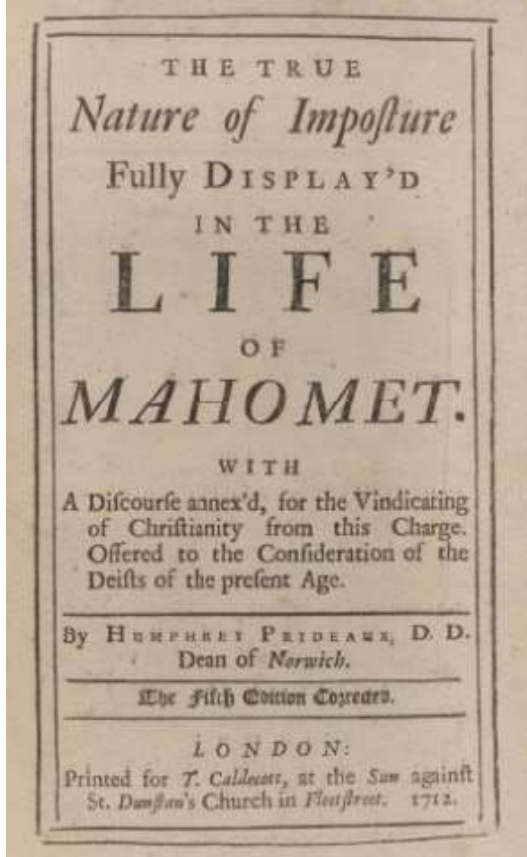 THE TRUE
Nature of Impoſture
Fully DISPLAY'D
IN THE
LIFE
OF
MAHOMET.
WITH
A Diſcourſe annex'd, for the Vindicating
of Chriſtianity from this Charge.
Offered to the Conſideration of the
Deiſts of the preſent Age.
By HUMPHREY PRIDEAUX, D. D.
Dean of Norwich.
The Fifth Edition Corrected.
LONDON:
Printed for T. Caldecott, at the Sun againſt
St. Dunſtan's Church in Fleetſtreet. 1712.